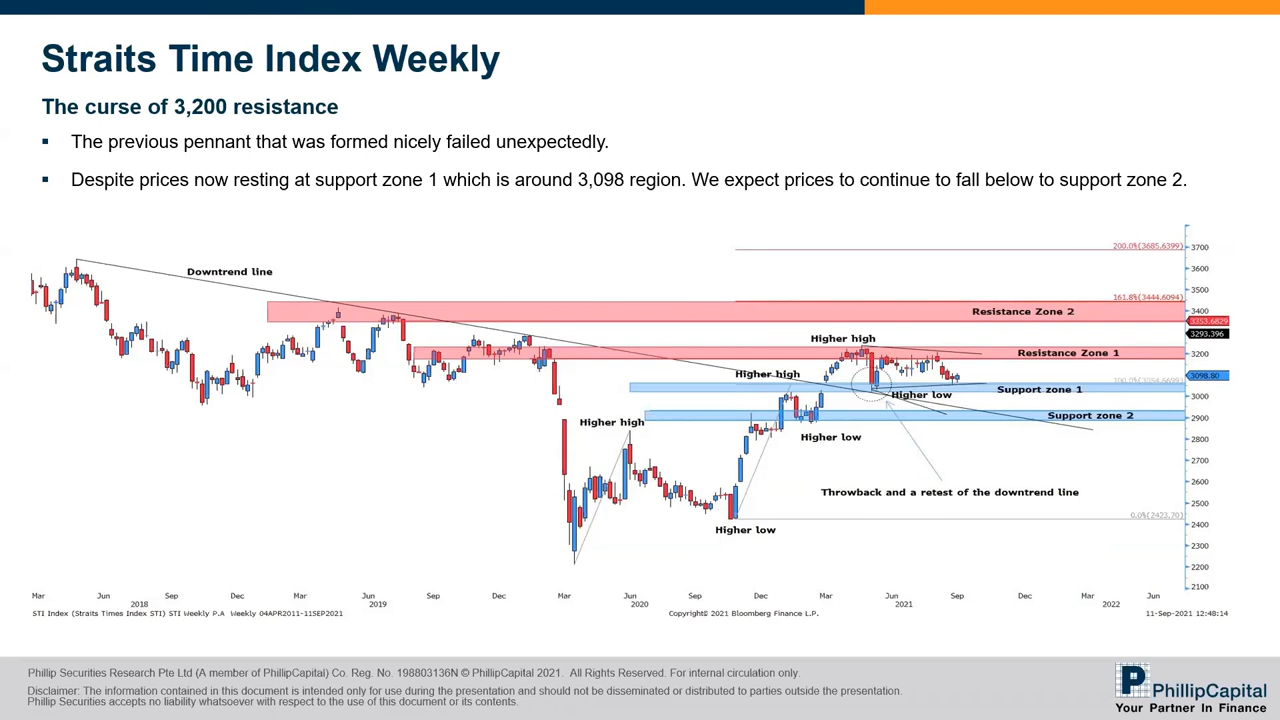 Straits Time Index Weekly
The curse of 3,200 resistance
▪ The previous pennant that was formed nicely failed unexpectedly.
▪ Despite prices now resting at support zone 1 which is around 3,098 region. We expect prices to continue to fall below to support zone 2.
200.0%(3685.6399)
3700
Downtrend line
3600
3500
161.8%(3444.6094)
3400
Resistance Zone 2
3353.6829
3293.396
Higher high
3200
Resistance Zone 1
Higher high
3098.80
100.0%(3054.6699)
Support zone 1
3000
Higher low
2900
Support zone 2
Higher high
Higher low
2800
2700
2600
Throwback and a retest of the downtrend line
2500
0.0%(2423.70)
2400
Higher low
2300
2200
2100
Mar Jun Sep Dec Mar Jun Sep Dec Mar Jun Sep Dec Mar Jun Sep Dec Mar Jun
2018 2019 2020 2021 2022
STI Index (Straits Times Index STI) STI Weekly P.A Weekly 04APR2011-11SEP2021
Copyright© 2021 Bloomberg Finance L.P.
11-Sep-2021 12:48:14
Phillip Securities Research Pte Ltd (A member of PhillipCapital) Co. Reg. No. 198803136N © PhillipCapital 2021. All Rights Reserved. For internal circulation only.
Disclaimer: The information contained in this document is intended only for use during the presentation and should not be disseminated or distributed to parties outside the presentation.
Phillip Securities accepts no liability whatsoever with respect to the use of this document or its contents.
PhillipCapital
Your Partner In Finance